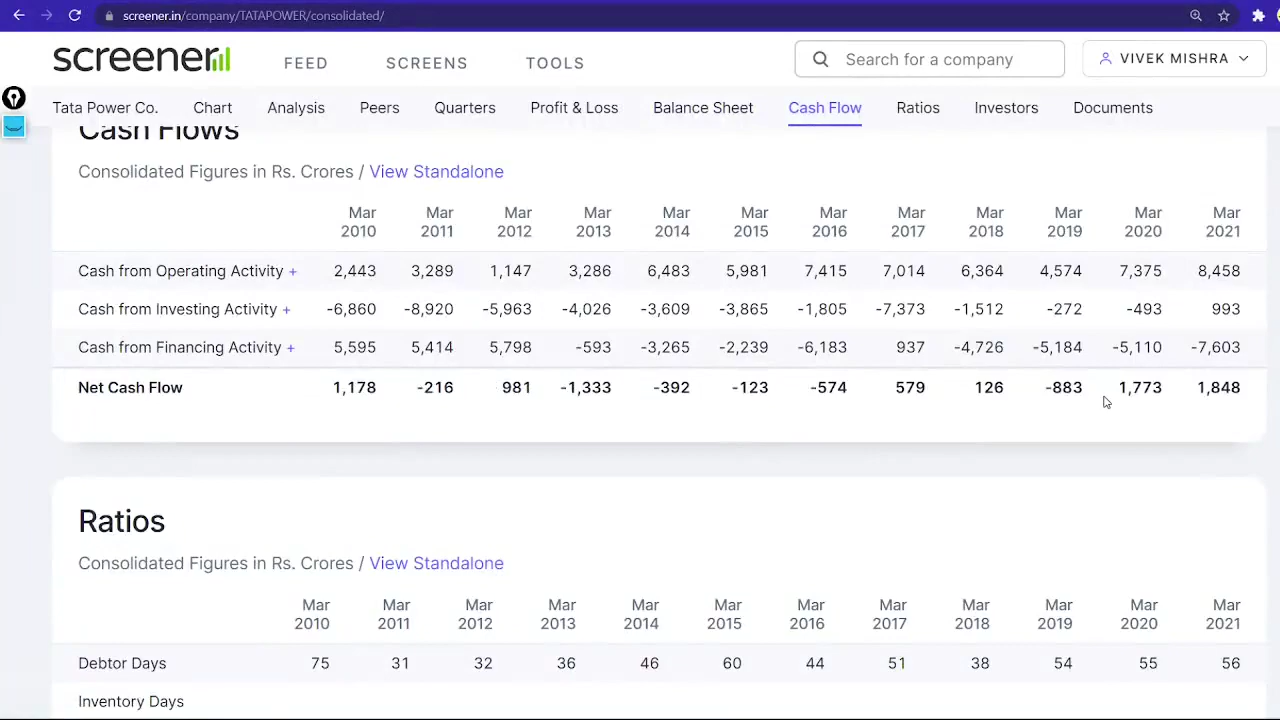 screener.in/company/TATAPOWER/consolidated/
screener
FEED SCREENS TOOLS
Search for a company
VIVEK MISHRA
Tata Power Co. Chart Analysis Peers Quarters Profit & Loss Balance Sheet Cash Flow Ratios Investors Documents
Cash Flows
Consolidated Figures in Rs. Crores / View Standalone
Mar Mar Mar Mar Mar Mar Mar Mar Mar Mar Mar Mar
2010 2011 2012 2013 2014 2015 2016 2017 2018 2019 2020 2021
Cash from Operating Activity + 2,443 3,289 1,147 3,286 6,483 5,981 7,415 7,014 6,364 4,574 7,375 8,458
Cash from Investing Activity + -6,860 -8,920 -5,963 -4,026 -3,609 -3,865 -1,805 -7,373 -1,512 -272 -493 993
Cash from Financing Activity + 5,595 5,414 5,798 -593 -3,265 -2,239 -6,183 937 -4,726 -5,184 -5,110 -7,603
Net Cash Flow 1,178 -216 981 -1,333 -392 -123 -574 579 126 -883 1,773 1,848
Ratios
Consolidated Figures in Rs. Crores / View Standalone
Mar Mar Mar Mar Mar Mar Mar Mar Mar Mar Mar Mar
2010 2011 2012 2013 2014 2015 2016 2017 2018 2019 2020 2021
Debtor Days 75 31 32 36 46 60 44 51 38 54 55 56
Inventory Days